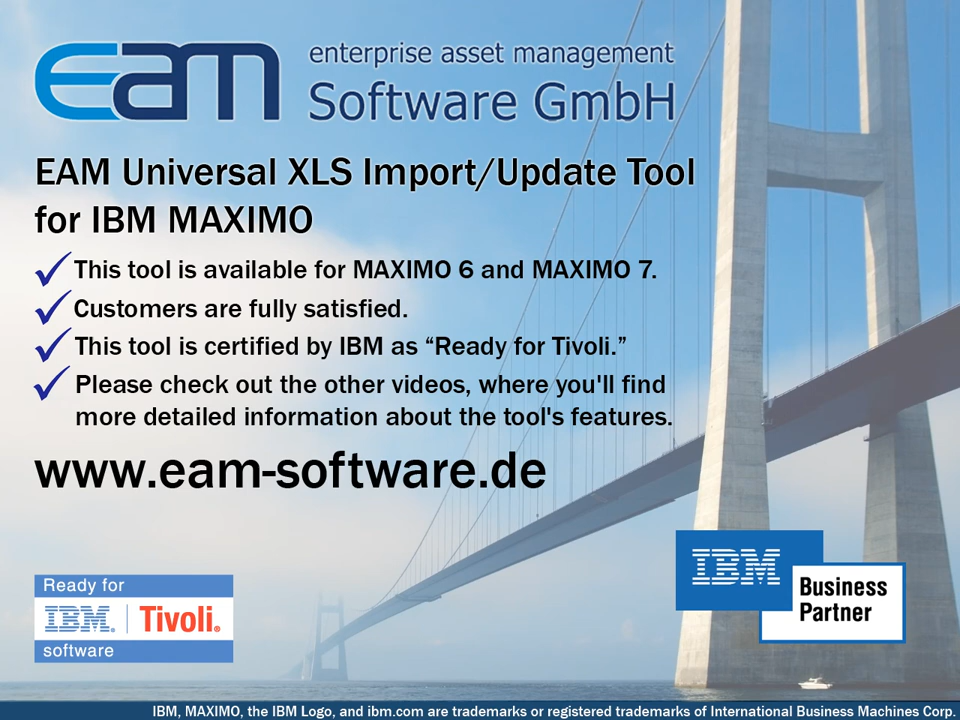 eam enterprise asset management
Software GmbH
EAM Universal XLS Import/Update Tool
for IBM MAXIMO
This tool is available for MAXIMO 6 and MAXIMO 7.
Customers are fully satisfied.
This tool is certified by IBM as “Ready for Tivoli.”
Please check out the other videos, where you'll find
more detailed information about the tool's features.
www.eam-software.de
IBM
Business
Partner
Ready for
IBM® | Tivoli®
software
IBM, MAXIMO, the IBM Logo, and ibm.com are trademarks or registered trademarks of International Business Machines Corp.